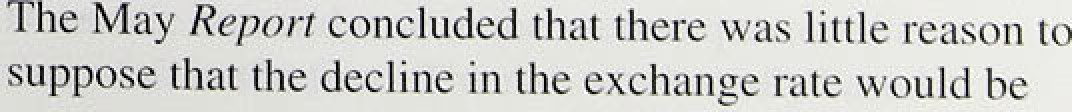 The May Report concluded that there was little reason to
suppose that the decline in the exchange rate would be